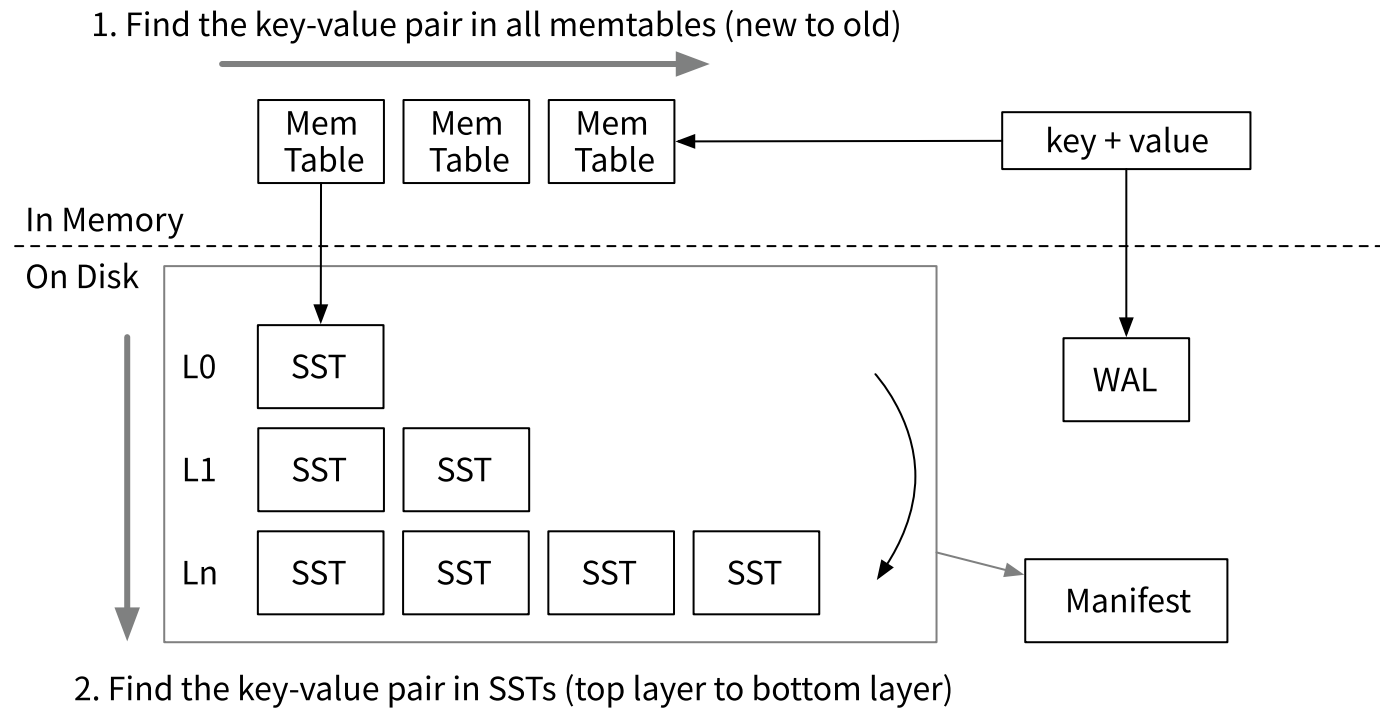 1. Find the key-value pair in all memtables (new to old)
Mem
Table
Mem
Table
Mem
Table
key + value
In Memory
On Disk
L0
SST
WAL
L1
SST
SST
Ln
SST
SST
SST
SST
Manifest
2. Find the key-value pair in SSTs (top layer to bottom layer)